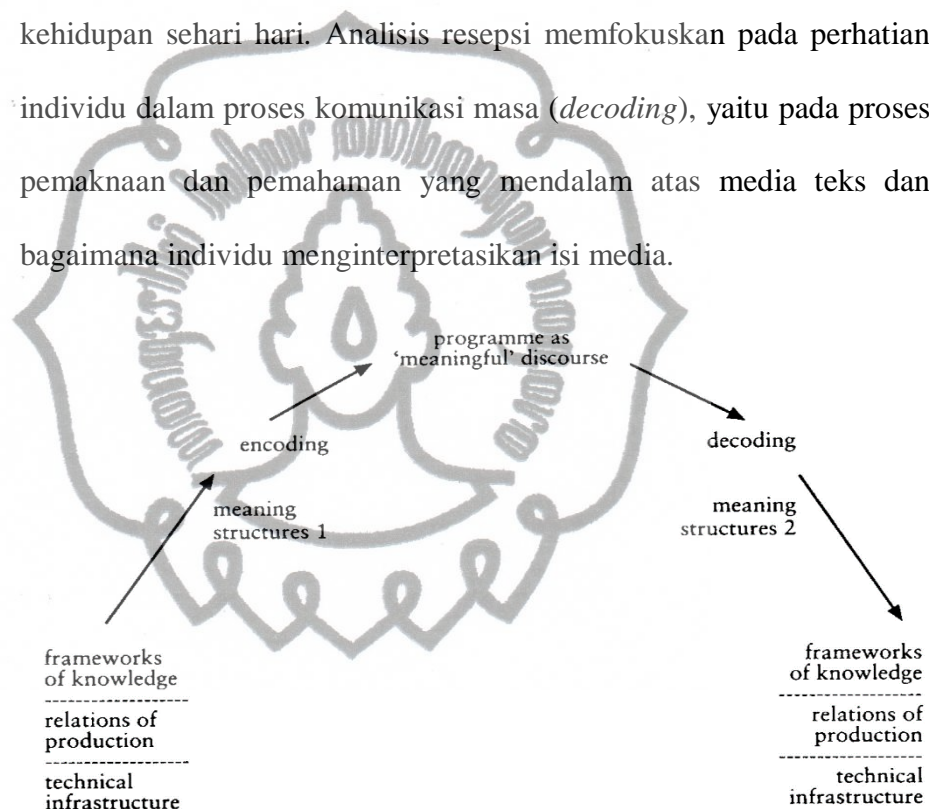 kehidupan sehari hari. Analisis resepsi memfokuskan pada perhatian
individu dalam proses komunikasi masa (decoding), yaitu pada proses
pemaknaan dan pemahaman yang mendalam atas media teks dan
bagaimana individu menginterpretasikan isi media.
programme as
'meaningful' discourse
encoding
decoding
meaning
structures 1
meaning
structures 2
frameworks
of knowledge
relations of
production
technical
infrastructure
frameworks
of knowledge
relations of
production
technical
infrastructure